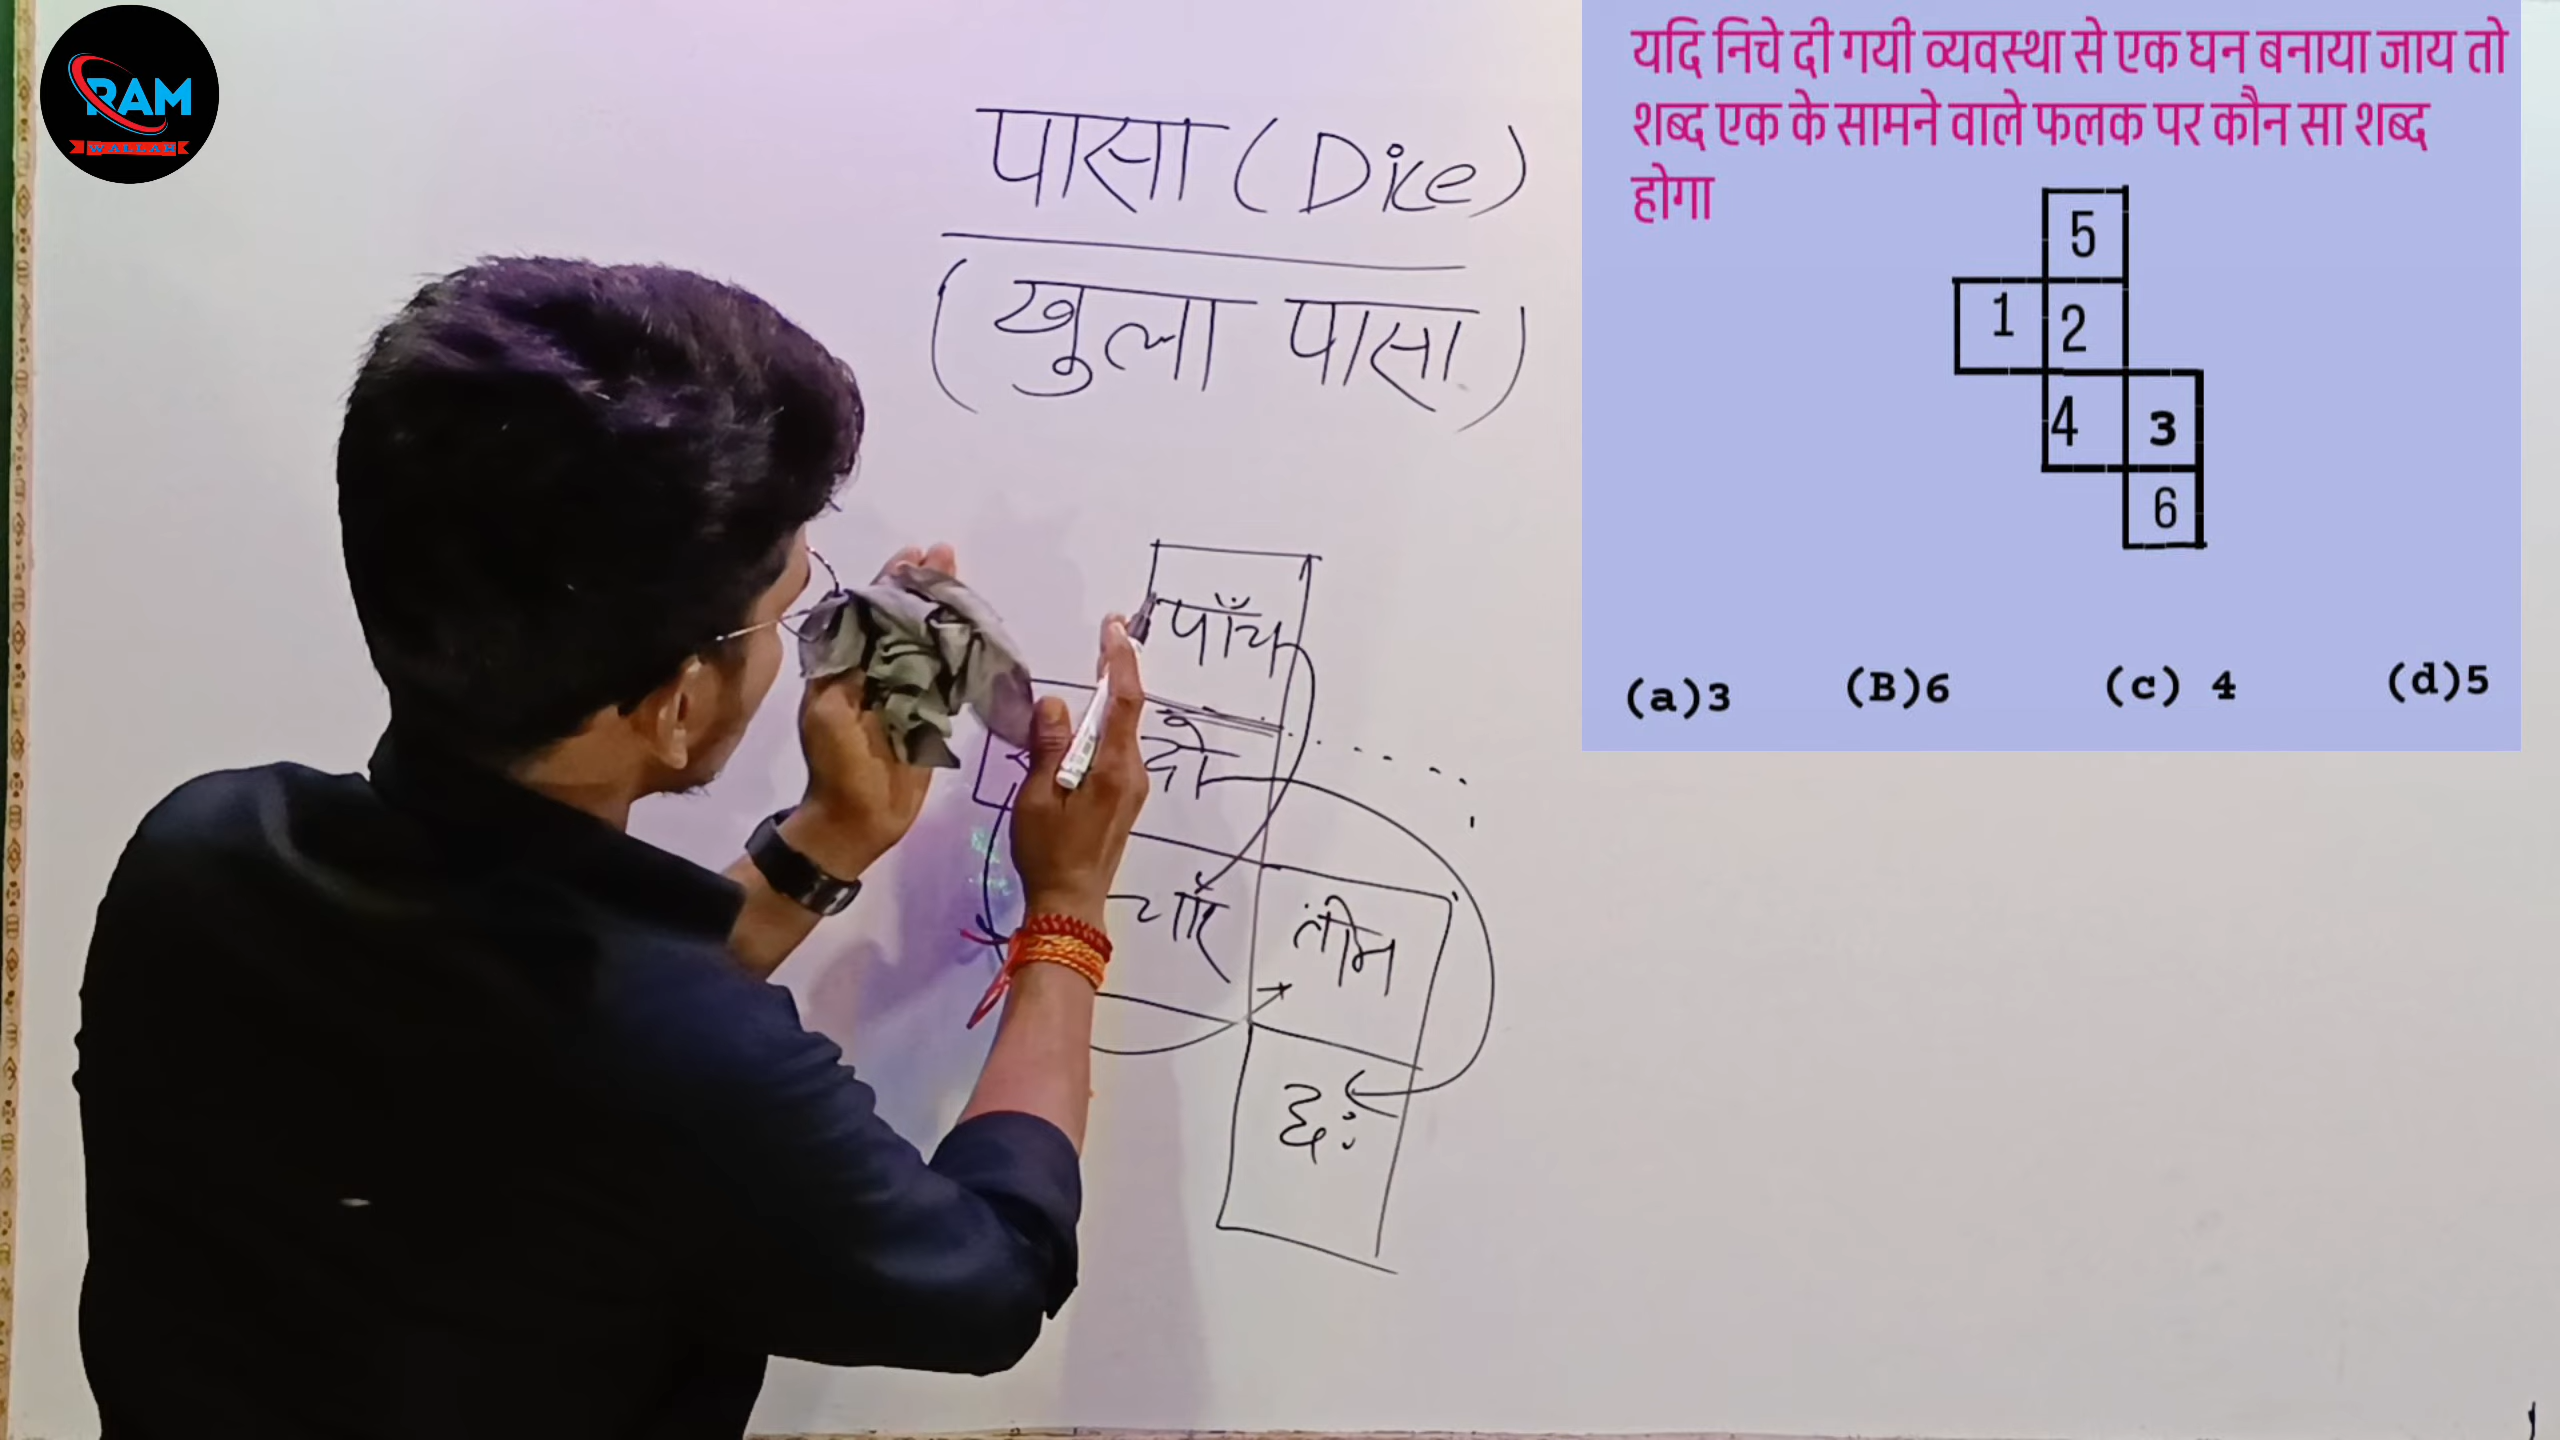 RAM
WALLAH
पासा (Dice)
(खुला पासा)
पाँच
दो
चार
तीन
छः
यदि निचे दी गयी व्यवस्था से एक घन बनाया जाय तो
शब्द एक के सामने वाले फलक पर कौन सा शब्द
होगा
5
1 2
4 3
6
(a)3 (B)6 (c) 4 (d)5